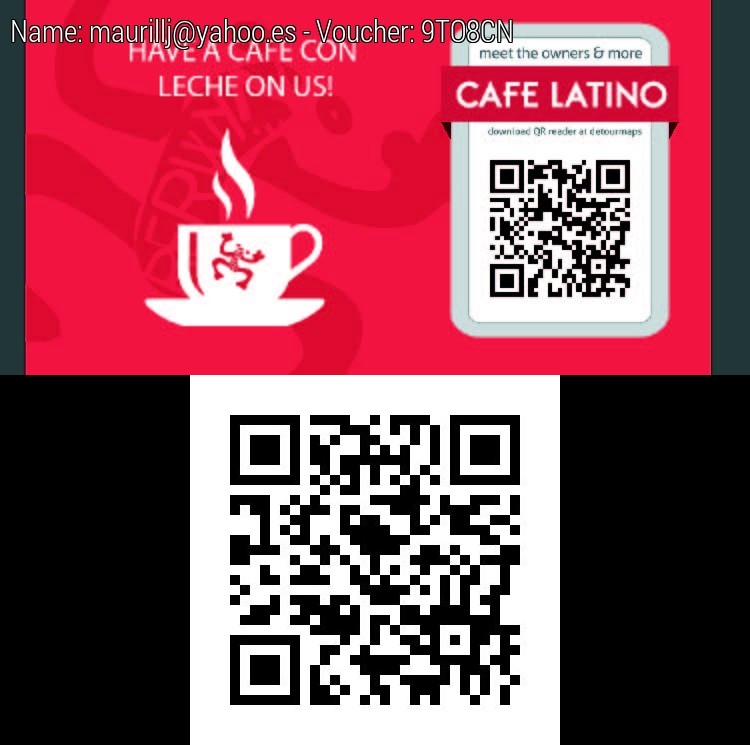 Name: maurillj@yahoo.es - Voucher: 9TO8CN
HAVE A CAFE CON
LECHE ON US!
meet the owners & more
CAFE LATINO
download QR reader at detourmaps